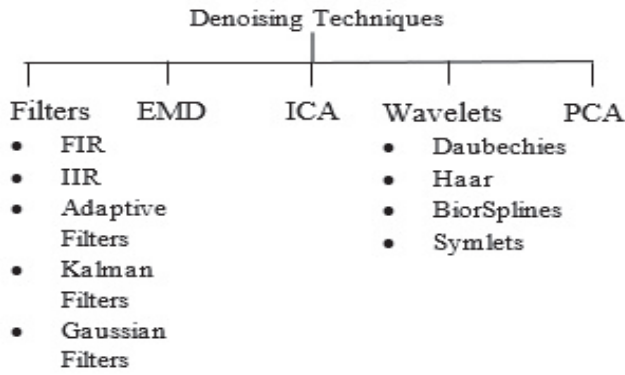 Denoising Techniques
Filters EMD ICA Wavelets PCA
• FIR
• IIR
• Adaptive
Filters
• Kalman
Filters
• Gaussian
Filters
• Daubechies
• Haar
• BiorSplines
• Symlets